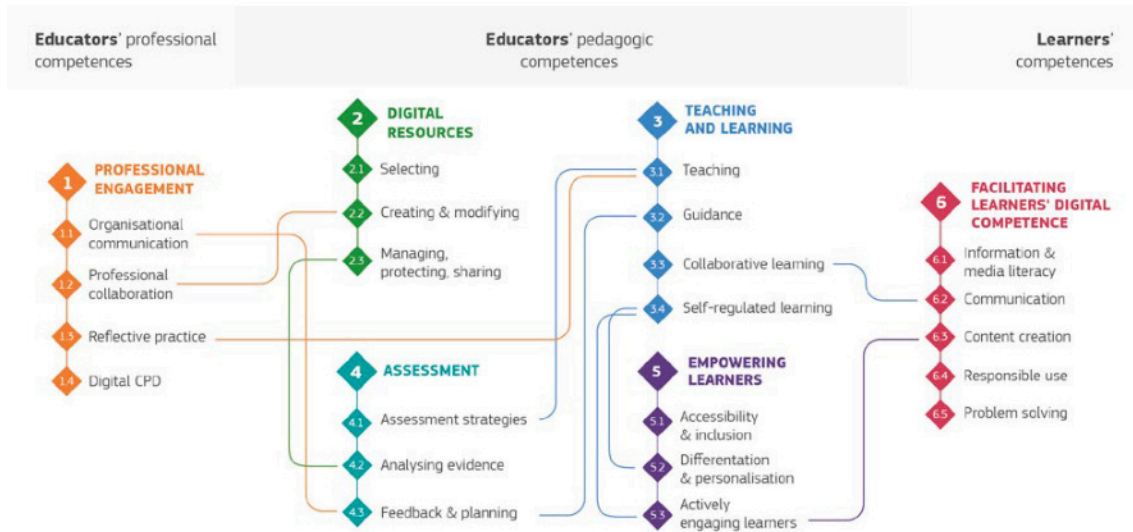 Educators' professional
competences
Educators' pedagogic
competences
Learners'
competences
1
PROFESSIONAL
ENGAGEMENT
1.1
Organisational
communication
1.2
Professional
collaboration
1.3
Reflective practice
1.4
Digital CPD
2
DIGITAL
RESOURCES
2.1
Selecting
2.2
Creating & modifying
2.3
Managing,
protecting, sharing
3
TEACHING
AND LEARNING
3.1
Teaching
3.2
Guidance
3.3
Collaborative learning
3.4
Self-regulated learning
4
ASSESSMENT
4.1
Assessment strategies
4.2
Analysing evidence
4.3
Feedback & planning
5
EMPOWERING
LEARNERS
5.1
Accessibility
& inclusion
5.2
Differentation
& personalisation
5.3
Actively
engaging learners
6
FACILITATING
LEARNERS' DIGITAL
COMPETENCE
6.1
Information &
media literacy
6.2
Communication
6.3
Content creation
6.4
Responsible use
6.5
Problem solving